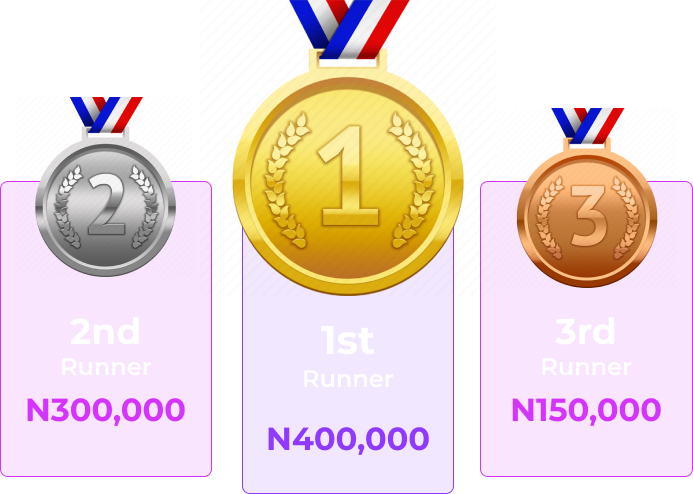 2
2nd
Runner
N300,000
1
1st
Runner
N400,000
3
3rd
Runner
N150,000